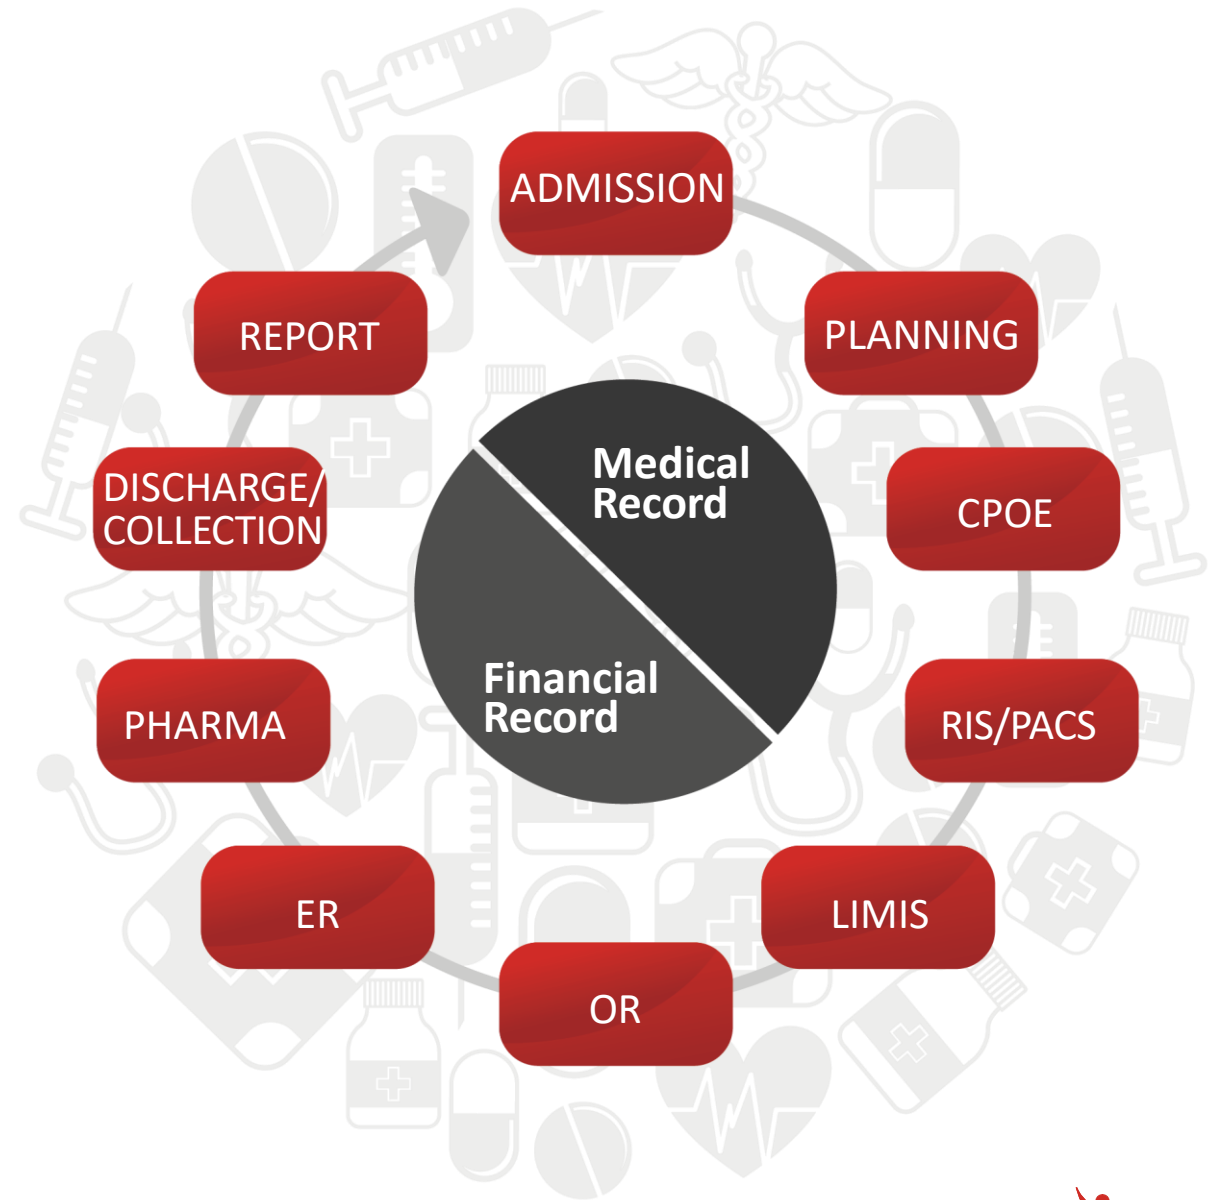 ADMISSION
PLANNING
CPOE
RIS/PACS
LIMIS
OR
ER
PHARMA
DISCHARGE/
COLLECTION
REPORT
Medical
Record
Financial
Record